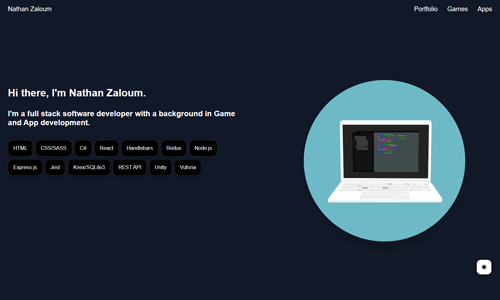 Nathan Zaloum
Portfolio Games Apps
Hi there, I'm Nathan Zaloum.
I'm a full stack software developer with a background in Game
and App development.
HTML CSS/SASS C# React Handlebars Redux Node.js
Express.js Jest Knex/SQLite3 REST API Unity Vuforia